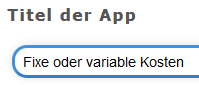 Titel der App
Fixe oder variable Kosten